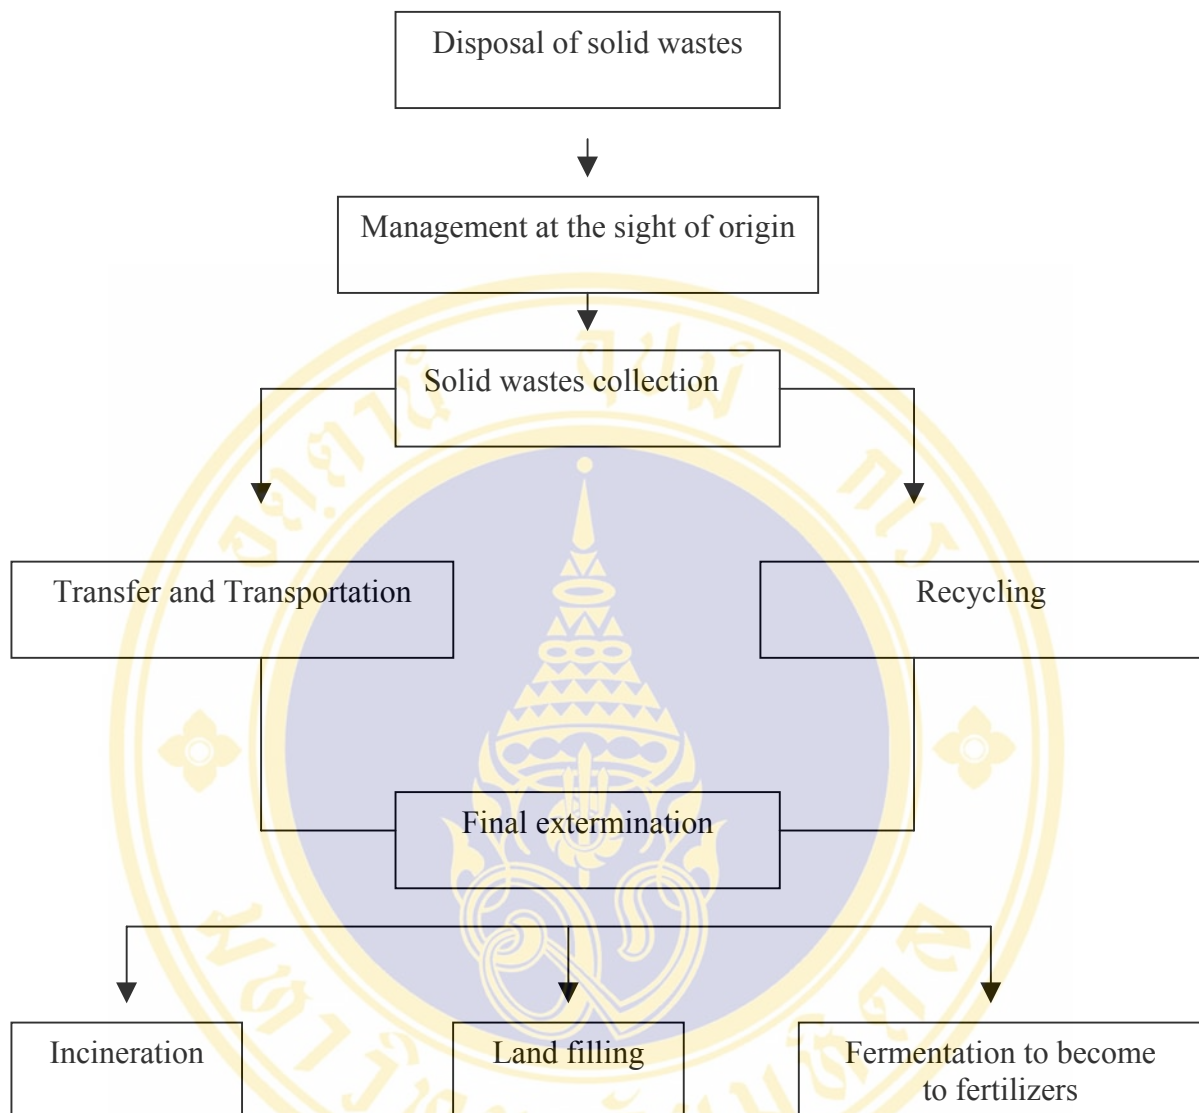 Disposal of solid wastes
Management at the sight of origin
Solid wastes collection
Transfer and Transportation
Recycling
Final extermination
Incineration
Land filling
Fermentation to become
to fertilizers